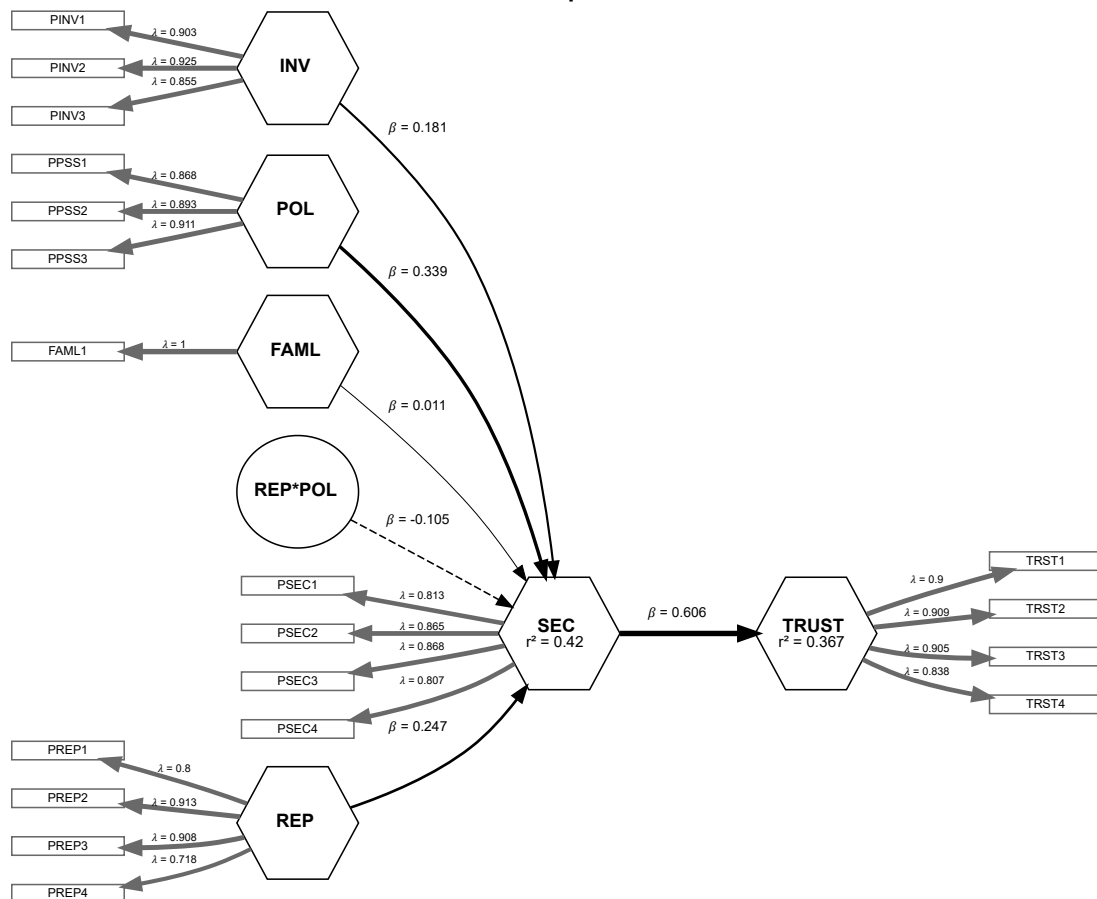 PINV1
λ = 0.903
PINV2
λ = 0.925
λ = 0.855
PINV3
INV
β = 0.181
PPSS1
λ = 0.868
PPSS2
λ = 0.893
λ = 0.911
PPSS3
POL
β = 0.339
FAML1
λ = 1
FAML
β = 0.011
REP*POL
β = -0.105
PSEC1
λ = 0.813
PSEC2
λ = 0.865
λ = 0.868
PSEC3
λ = 0.807
PSEC4
SEC
r² = 0.42
β = 0.606
TRUST
r² = 0.367
λ = 0.9
TRST1
λ = 0.909
TRST2
λ = 0.905
TRST3
λ = 0.838
TRST4
β = 0.247
PREP1
λ = 0.8
PREP2
λ = 0.913
PREP3
λ = 0.908
λ = 0.718
PREP4
REP